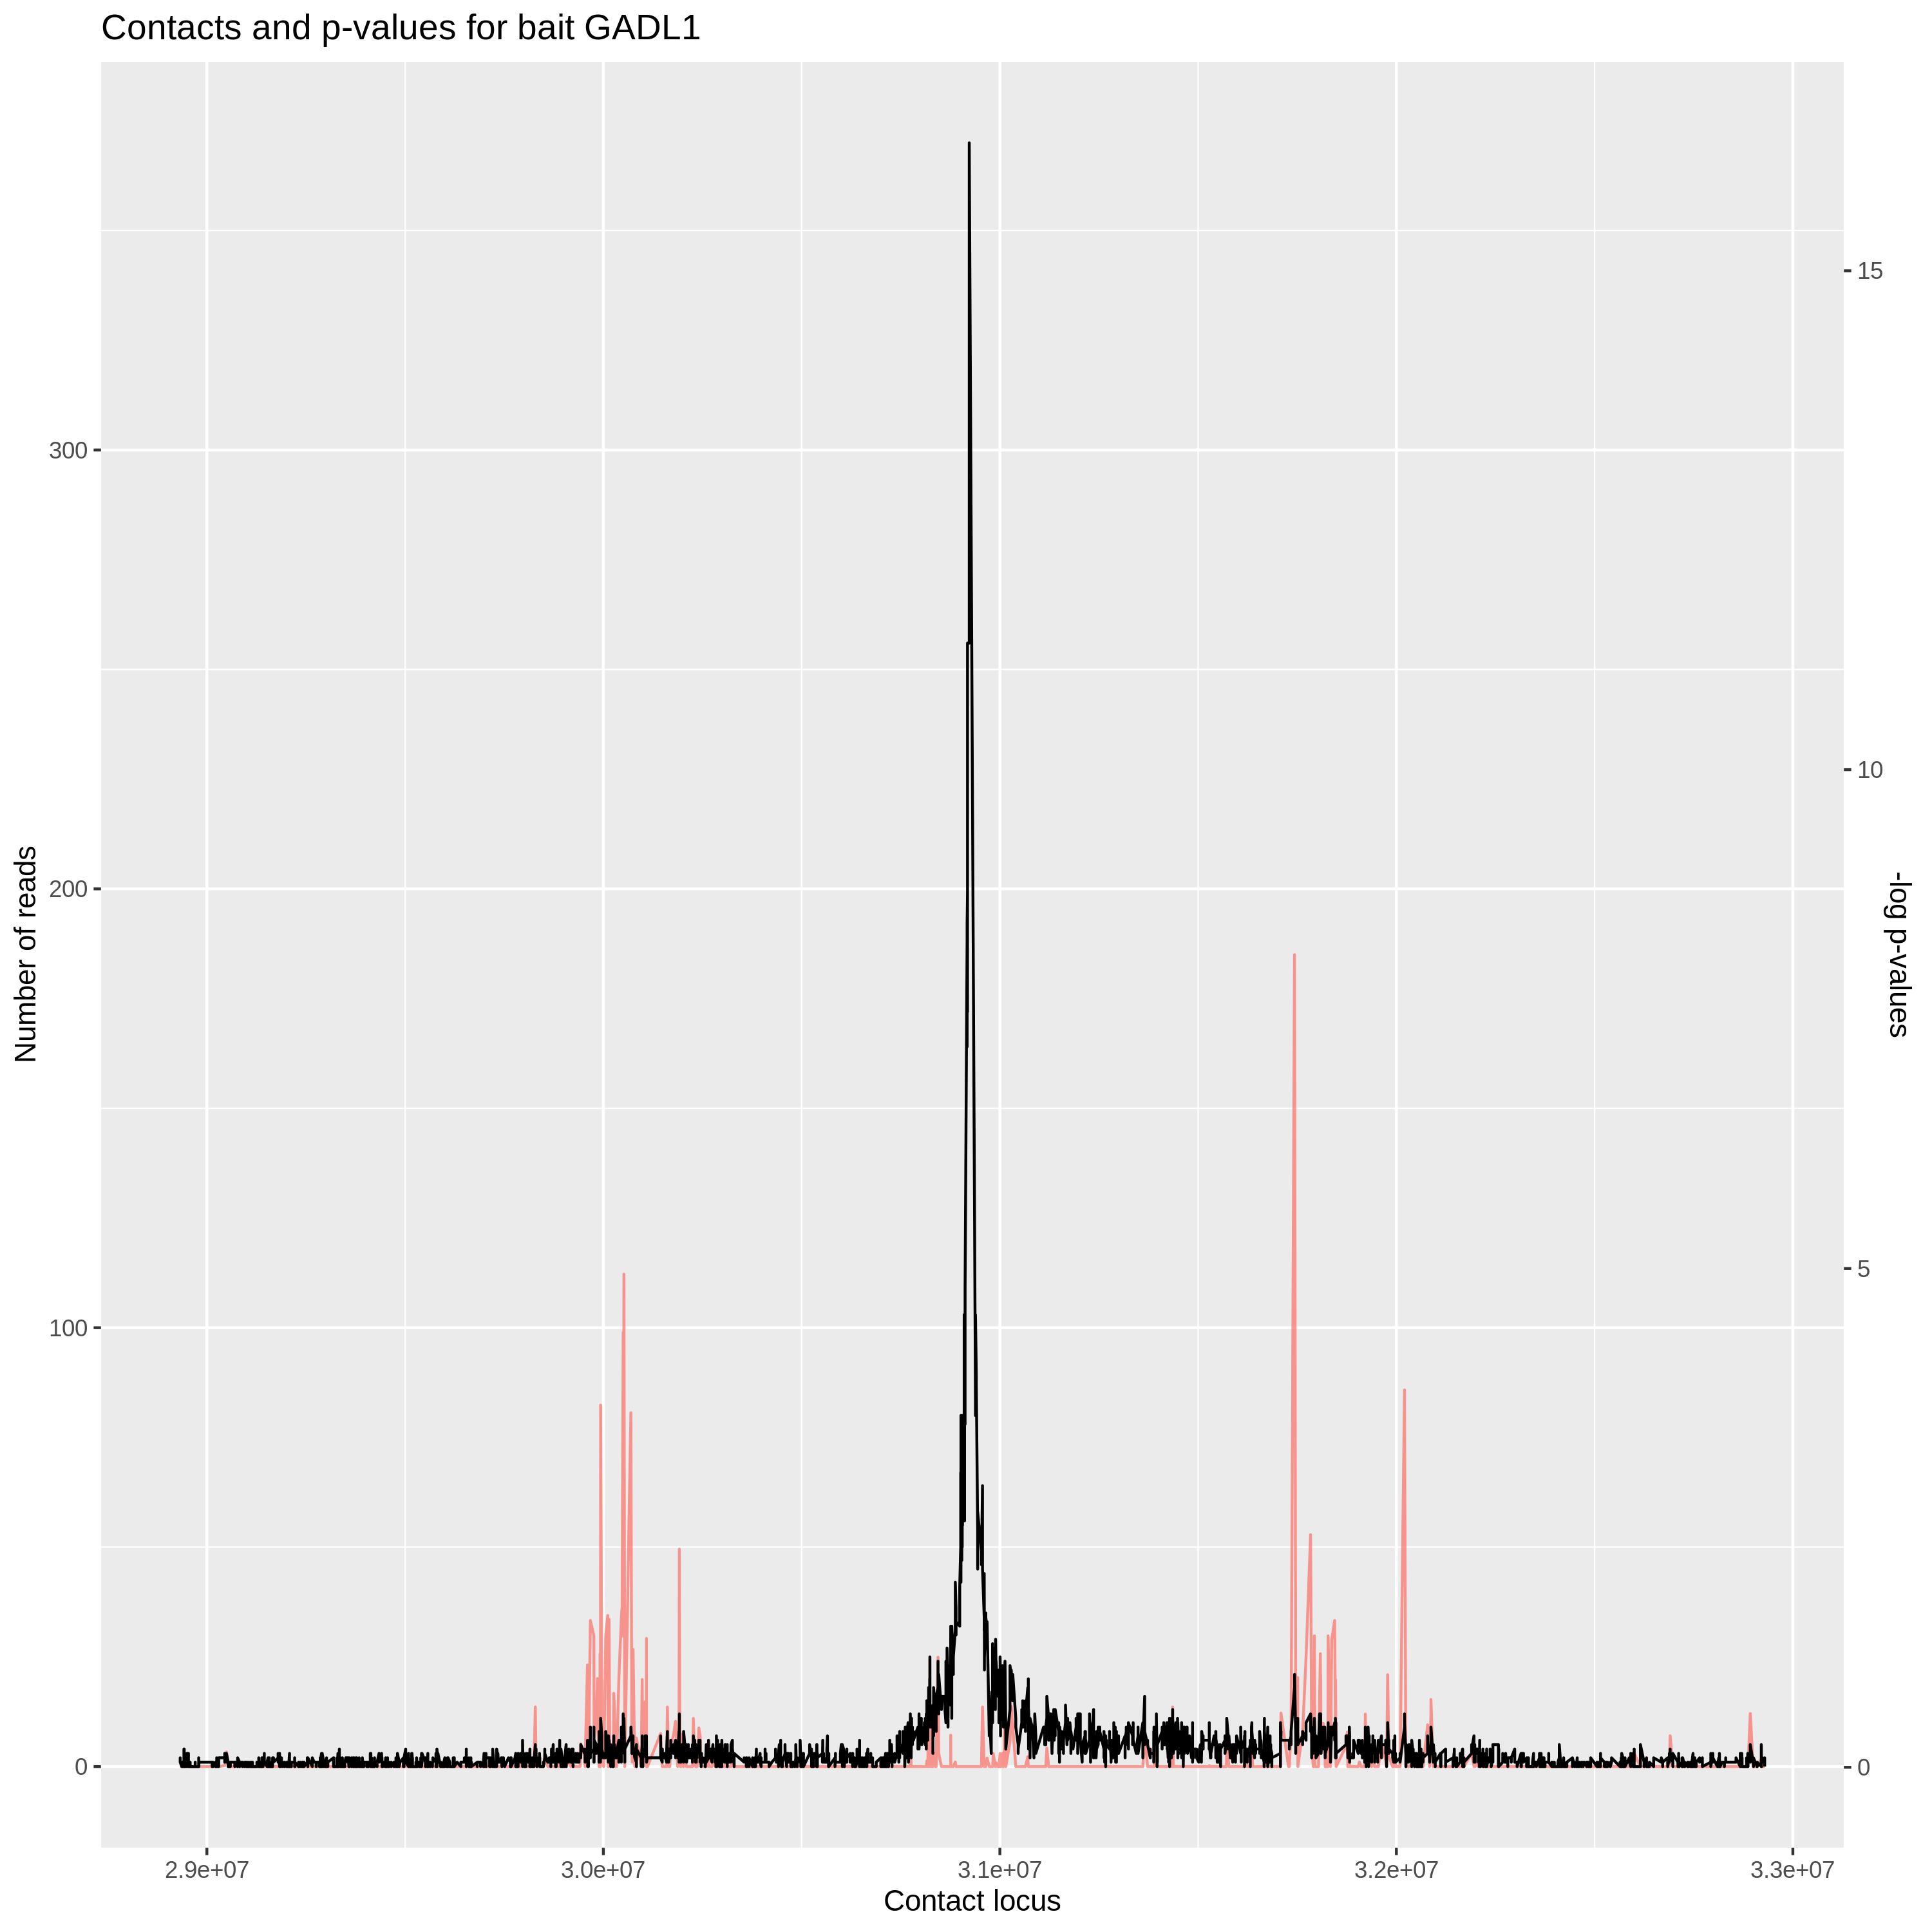 Contacts and p-values for bait GADL1
Number of reads
300
200
100
0
15
10
5
0
-log p-values
2.9e+07 3.0e+07 3.1e+07 3.2e+07 3.3e+07
Contact locus